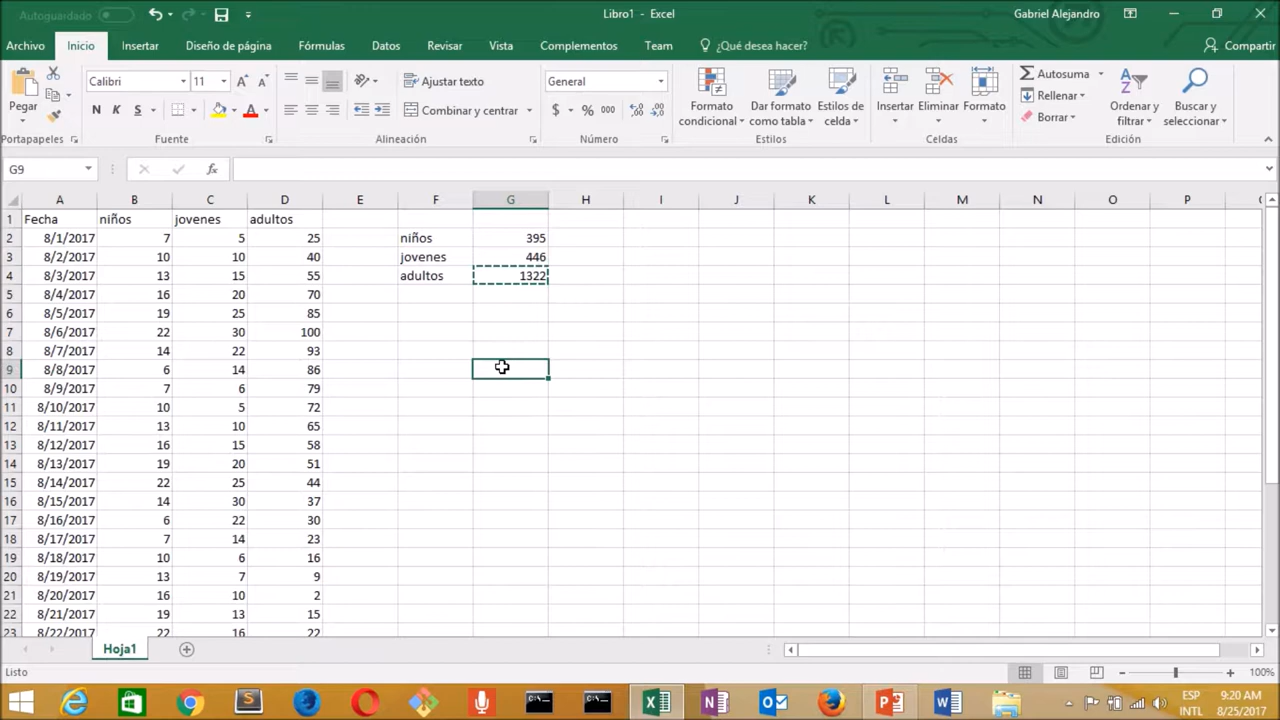 Autoguardado
Libro1 - Excel
Gabriel Alejandro
Archivo Inicio Insertar Diseño de página Fórmulas Datos Revisar Vista Complementos Team ¿Qué desea hacer? Compartir
Pegar
Portapapeles
Calibri 11
N K S
Fuente
Ajustar texto
Combinar y centrar
Alineación
General
$ % 000
Número
Formato condicional
Dar formato como tabla
Estilos de celda
Estilos
Insertar Eliminar Formato
Celdas
Autosuma
Rellenar
Borrar
Ordenar y filtrar
Buscar y seleccionar
Edición
G9 fx
A B C D E F G H I J K L M N O P
1 Fecha niños jovenes adultos
2 8/1/2017 7 5 25 niños 395
3 8/2/2017 10 10 40 jovenes 446
4 8/3/2017 13 15 55 adultos 1322
5 8/4/2017 16 20 70
6 8/5/2017 19 25 85
7 8/6/2017 22 30 100
8 8/7/2017 14 22 93
9 8/8/2017 6 14 86
10 8/9/2017 7 6 79
11 8/10/2017 10 5 72
12 8/11/2017 13 10 65
13 8/12/2017 16 15 58
14 8/13/2017 19 20 51
15 8/14/2017 22 25 44
16 8/15/2017 14 30 37
17 8/16/2017 6 22 30
18 8/17/2017 7 14 23
19 8/18/2017 10 6 16
20 8/19/2017 13 7 9
21 8/20/2017 16 10 2
22 8/21/2017 19 13 15
23 8/22/2017 22 16 22
Hoja1
Listo
100%
ESP 9:20 AM
INTL 8/25/2017